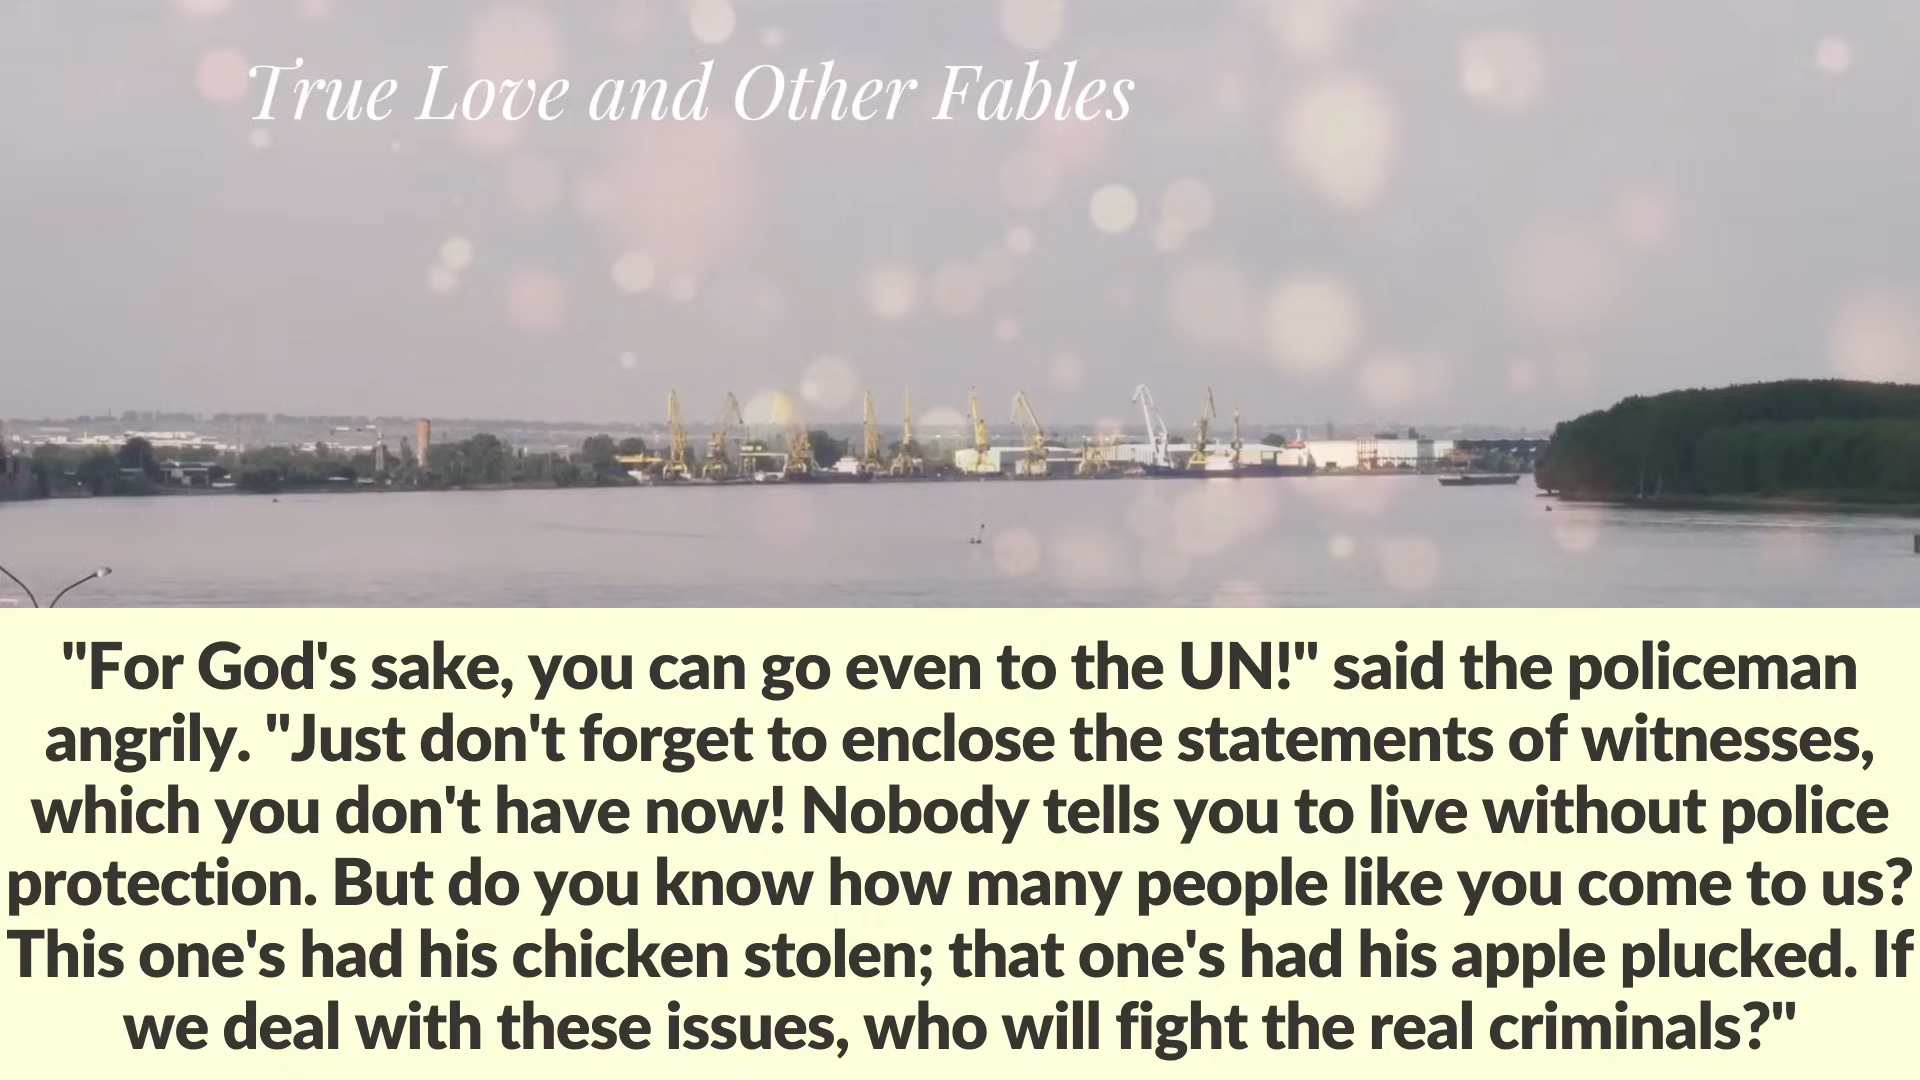 True Love and Other Fables
"For God's sake, you can go even to the UN!" said the policeman
angrily. "Just don't forget to enclose the statements of witnesses,
which you don't have now! Nobody tells you to live without police
protection. But do you know how many people like you come to us?
This one's had his chicken stolen; that one's had his apple plucked. If
we deal with these issues, who will fight the real criminals?"